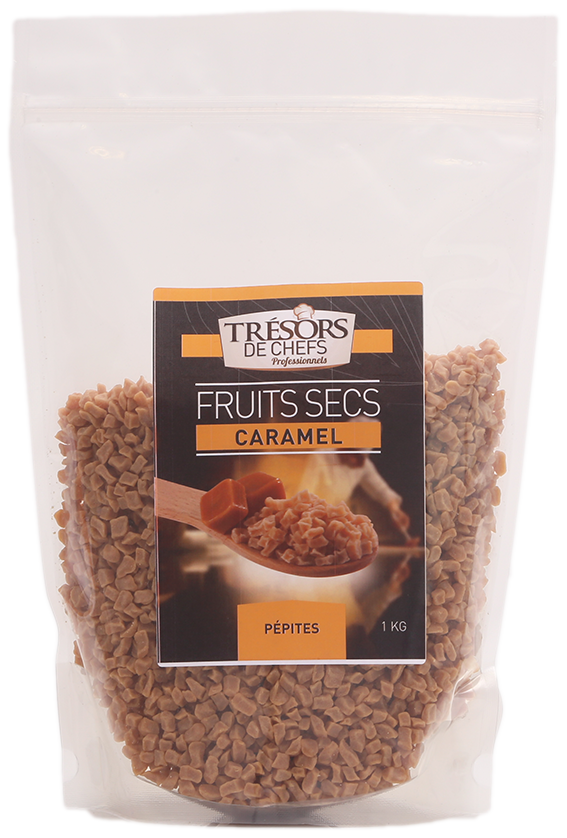 TRÉSORS
DE CHEFS
Professionnels
FRUITS SECS
CARAMEL
PÉPITES
1 KG